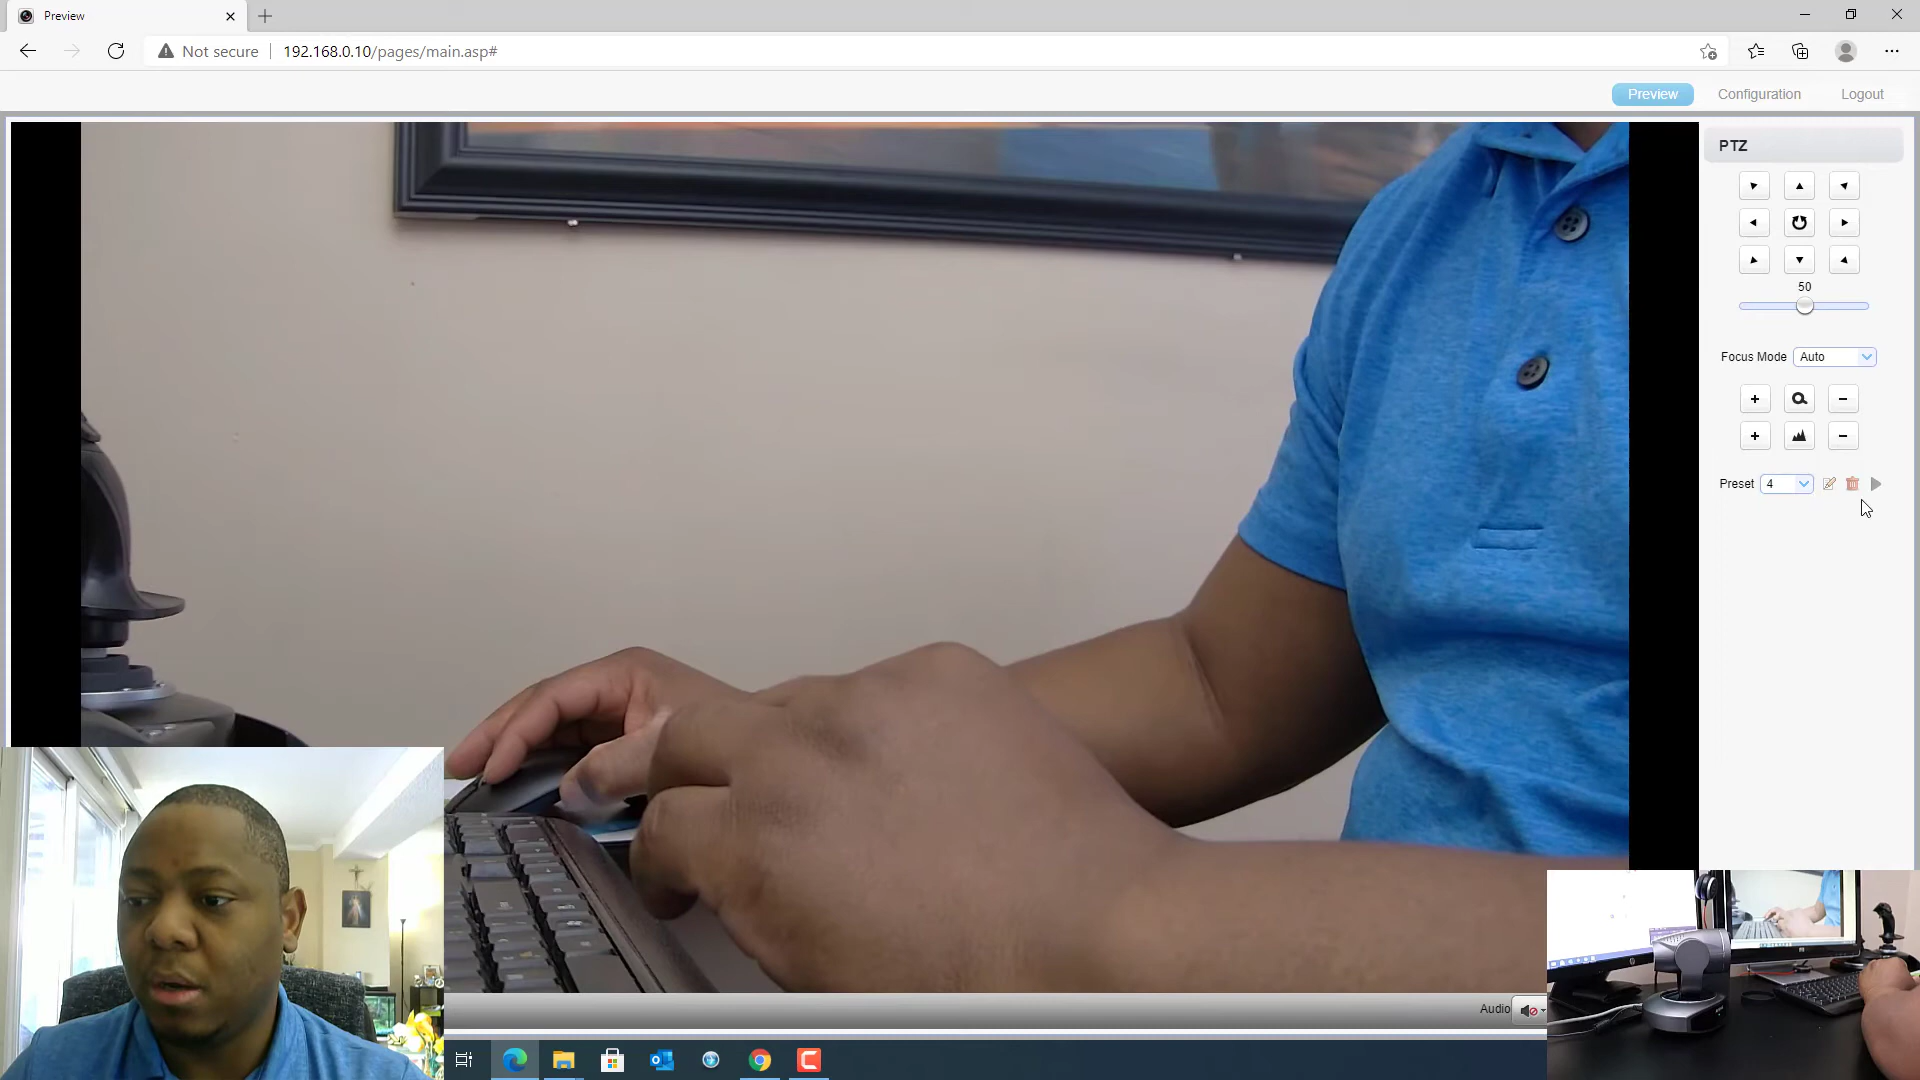 Preview
Not secure
192.168.0.10/pages/main.asp#
Preview
Configuration
Logout
PTZ
50
Focus Mode
Auto
Preset
4
Audio